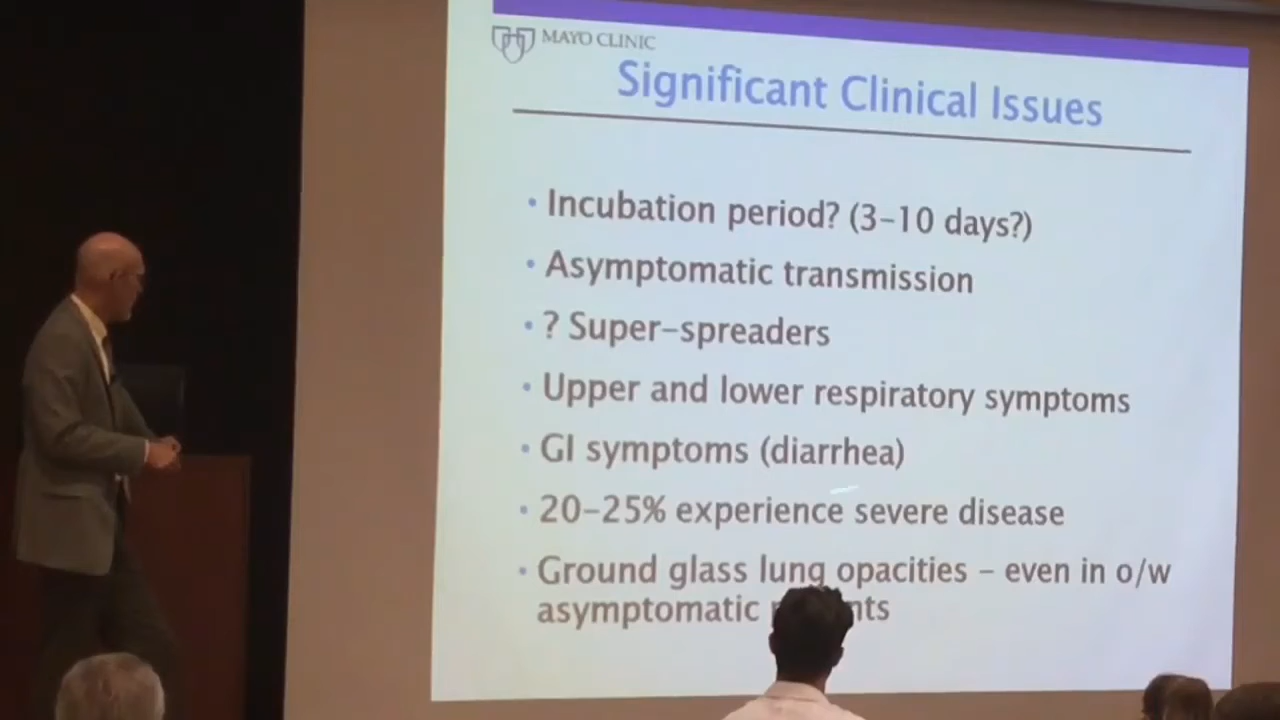 MAYO CLINIC
Significant Clinical Issues
• Incubation period? (3-10 days?)
• Asymptomatic transmission
• ? Super-spreaders
• Upper and lower respiratory symptoms
• GI symptoms (diarrhea)
• 20-25% experience severe disease
• Ground glass lung opacities - even in o/w
asymptomatic